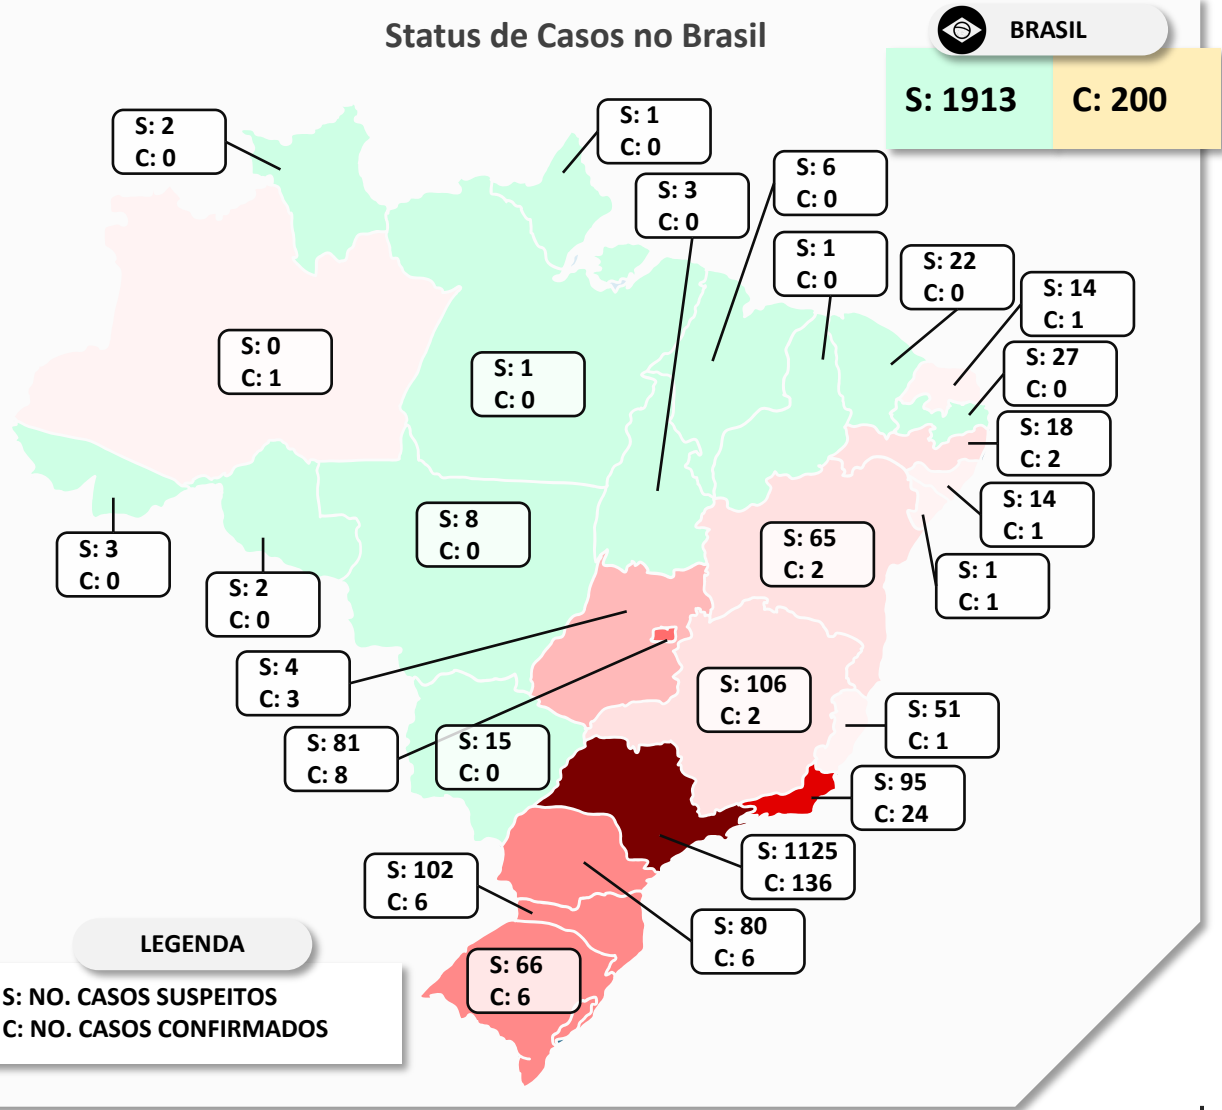 Status de Casos no Brasil
BRASIL
S: 1913
C: 200
S: 2
C: 0
S: 1
C: 0
S: 3
C: 0
S: 6
C: 0
S: 1
C: 0
S: 22
C: 0
S: 14
C: 1
S: 27
C: 0
S: 18
C: 2
S: 14
C: 1
S: 1
C: 1
S: 0
C: 1
S: 1
C: 0
S: 8
C: 0
S: 65
C: 2
S: 3
C: 0
S: 2
C: 0
S: 4
C: 3
S: 81
C: 8
S: 15
C: 0
S: 106
C: 2
S: 51
C: 1
S: 95
C: 24
S: 1125
C: 136
S: 102
C: 6
S: 80
C: 6
S: 66
C: 6
LEGENDA
S: NO. CASOS SUSPEITOS
C: NO. CASOS CONFIRMADOS